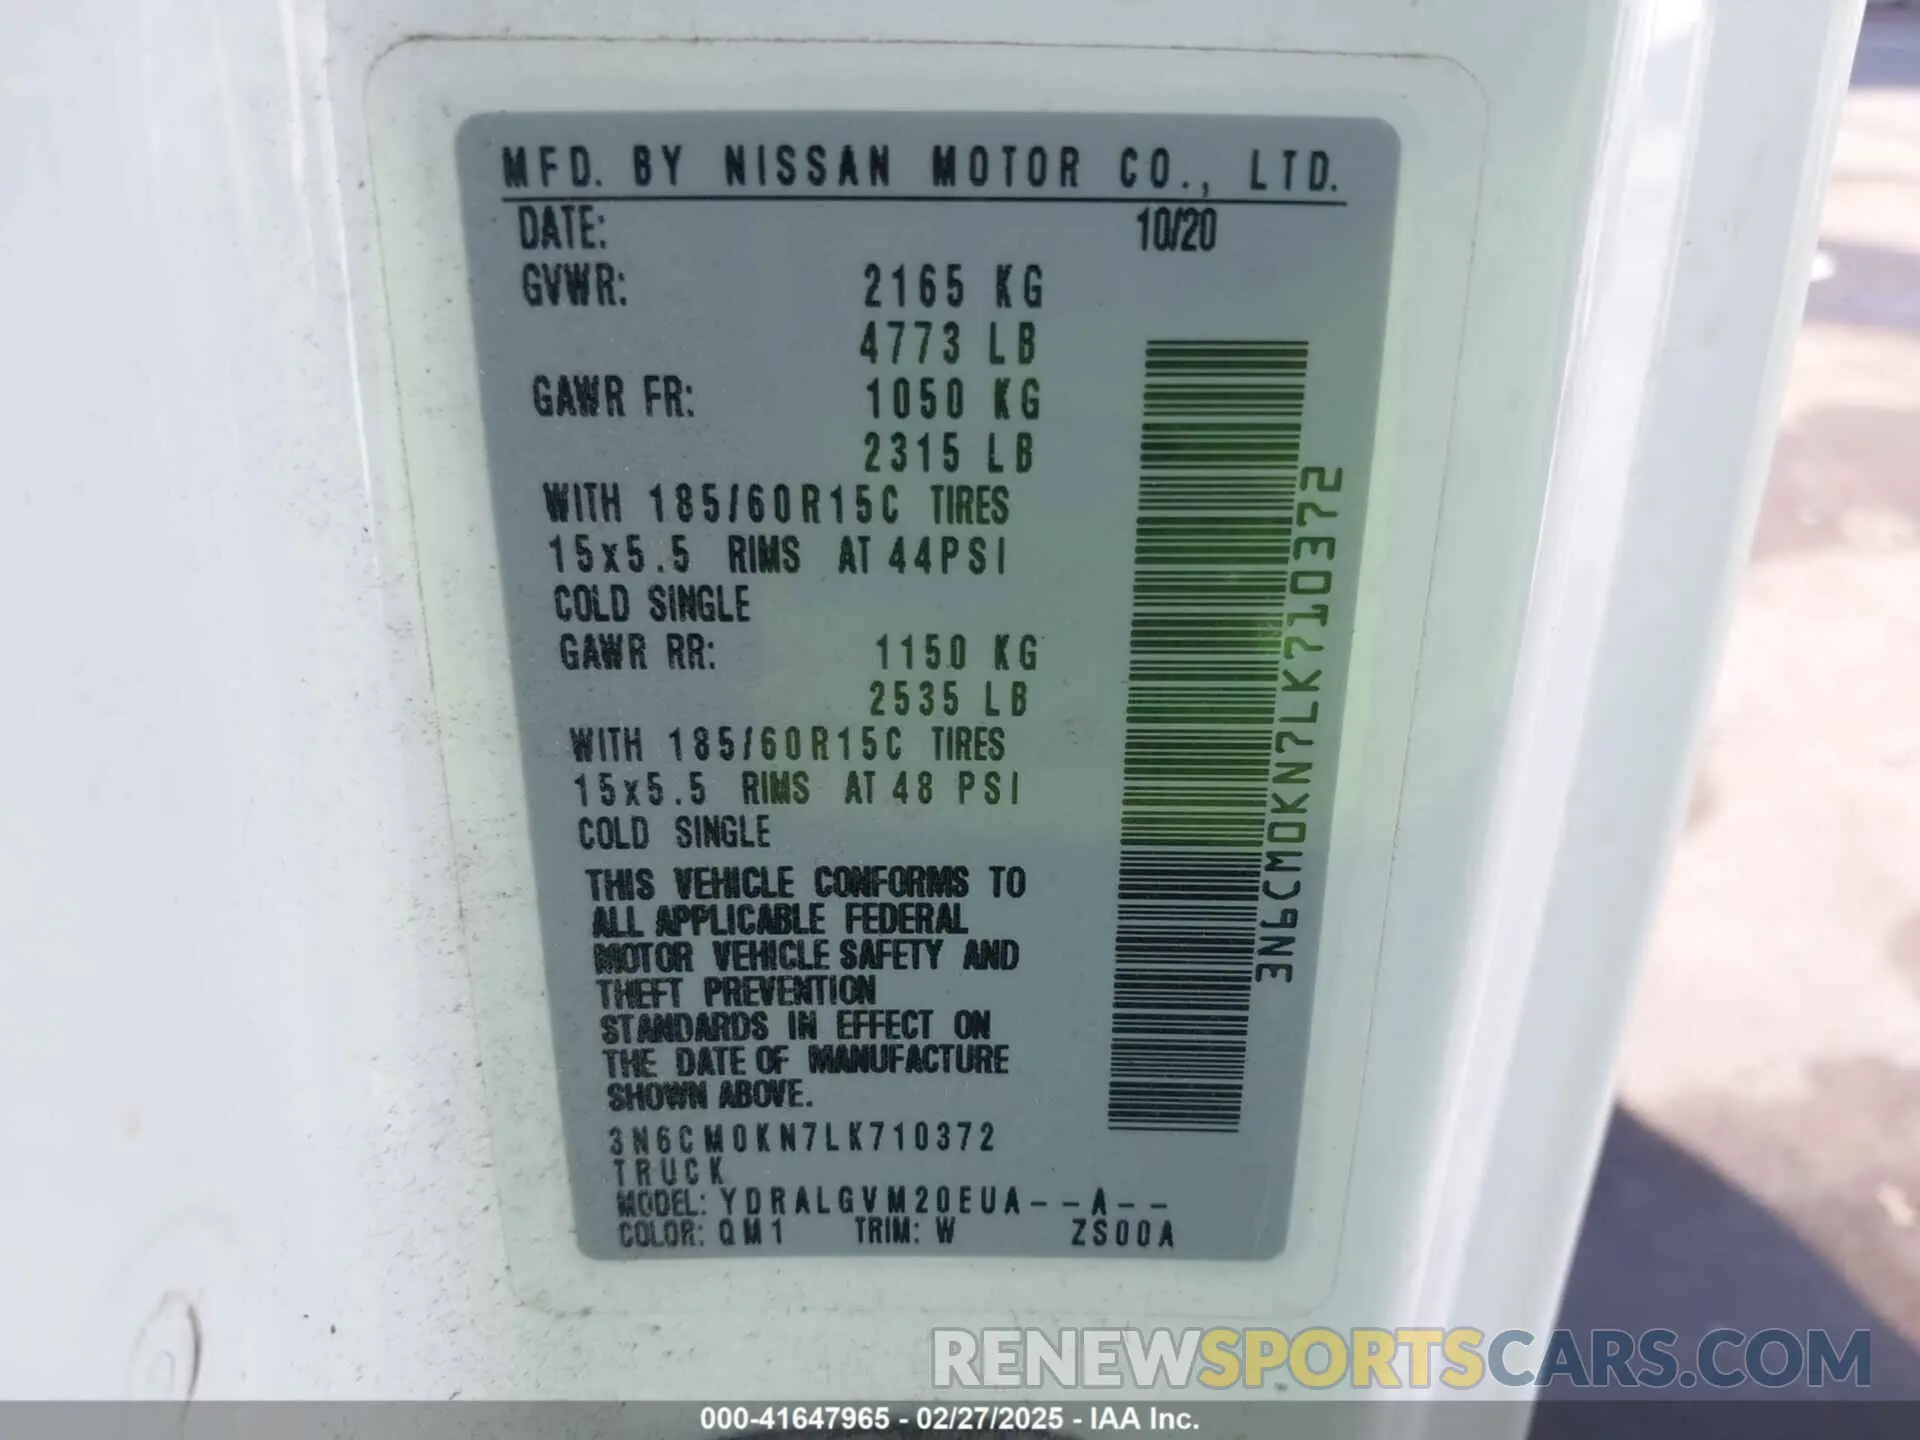 MFD. BY NISSAN MOTOR CO., LTD.
DATE: 10/20
GVWR: 2165 KG
4773 LB
GAWR FR: 1050 KG
2315 LB
WITH 185/60R15C TIRES
15x5.5 RIMS AT 44PSI
COLD SINGLE
GAWR RR: 1150 KG
2535 LB
WITH 185/60R15C TIRES
15x5.5 RIMS AT 48 PSI
COLD SINGLE
THIS VEHICLE CONFORMS TO
ALL APPLICABLE FEDERAL
MOTOR VEHICLE SAFETY AND
THEFT PREVENTION
STANDARDS IN EFFECT ON
THE DATE OF MANUFACTURE
SHOWN ABOVE.
3N6CM0KN7LK710372
TRUCK
MODEL: YDRALGVM20EUA--A--
COLOR: QM1 TRIM: W ZS00A
3N6CM0KN7LK710372
RENEWSPORTSCARS.COM
000-41647965 - 02/27/2025 - IAA Inc.